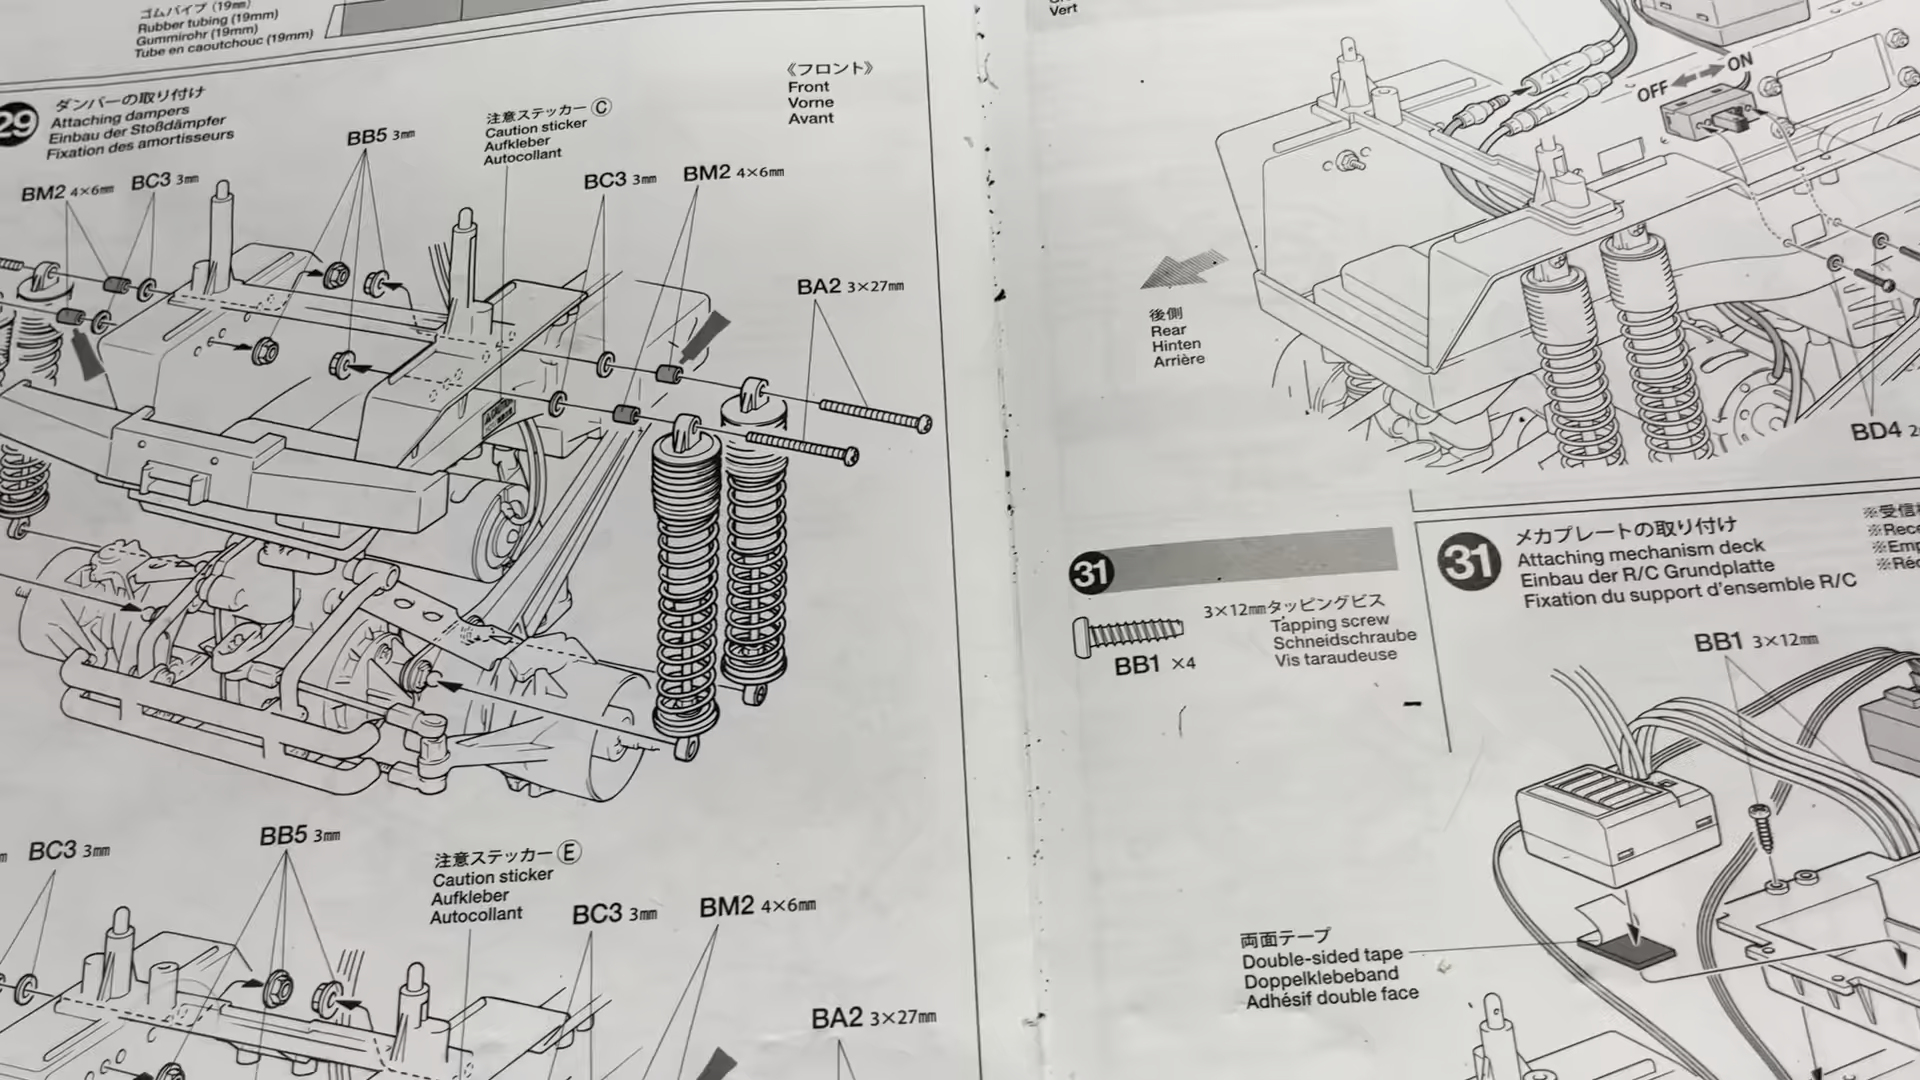 ゴムパイプ (19mm)
Rubber tubing (19mm)
Gummirohr (19mm)
Tube en caoutchouc (19mm)
29
ダンパーの取り付け
Attaching dampers
Einbau der Stoßdämpfer
Fixation des amortisseurs
《フロント》
Front
Vorne
Avant
BB5 3mm
注意ステッカー Ⓒ
Caution sticker
Aufkleber
Autocollant
BM2 4×6mm
BC3 3mm
BC3 3mm
BM2 4×6mm
BA2 3×27mm
CAUTION
BC3 3mm
BB5 3mm
注意ステッカー Ⓔ
Caution sticker
Aufkleber
Autocollant
BC3 3mm
BM2 4×6mm
BA2 3×27mm
Vert
OFF
ON
後側
Rear
Hinten
Arrière
BD4
31
3×12mmタッピングビス
Tapping screw
Schneidschraube
Vis taraudeuse
BB1 ×4
31
メカプレートの取り付け
Attaching mechanism deck
Einbau der R/C Grundplatte
Fixation du support d'ensemble R/C
※受信
BB1 3×12mm
両面テープ
Double-sided tape
Doppelklebeband
Adhésif double face